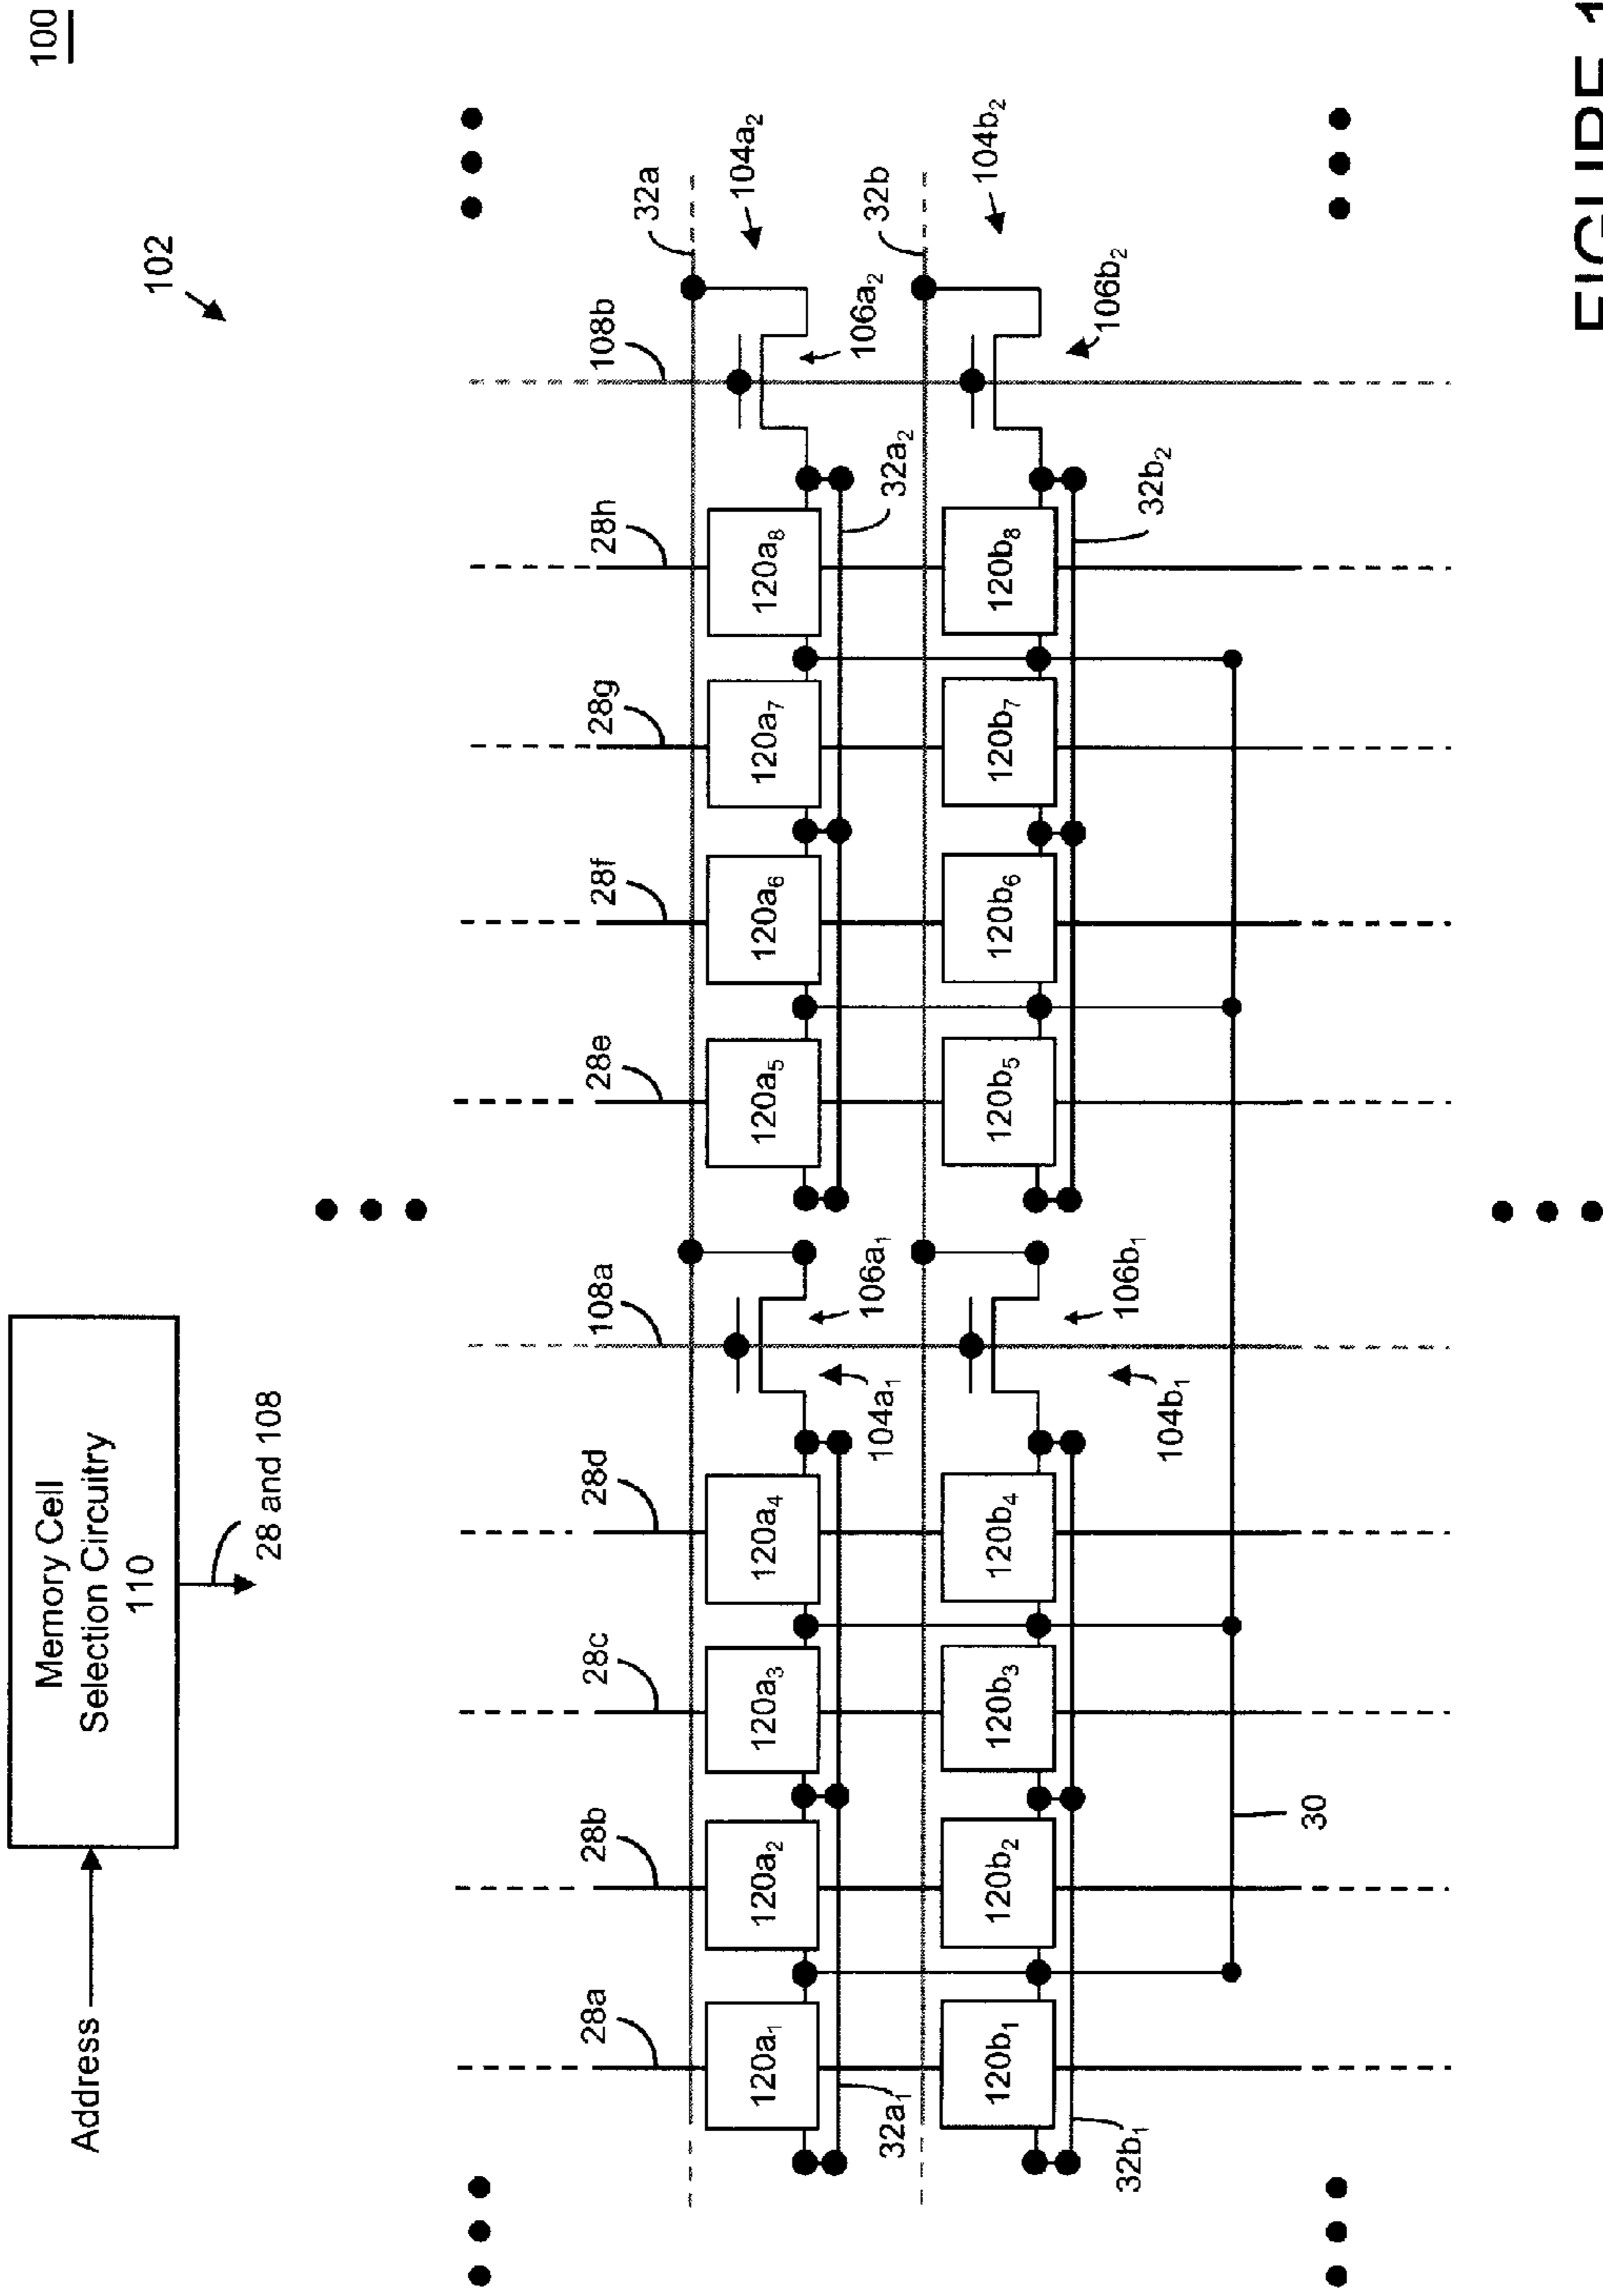 100
Memory Cell
Selection Circuitry
110
Address
28 and 108
102
28a
28b
28c
28d
108a
28e
28f
28g
28h
108b
32a
104a2
120a1
120a2
120a3
120a4
120a5
120a6
120a7
120a8
106a2
32a1
104a1
106a1
32a2
32b
104b2
120b1
120b2
120b3
120b4
120b5
120b6
120b7
120b8
106b2
32b1
104b1
106b1
32b2
30
FIGURE 1